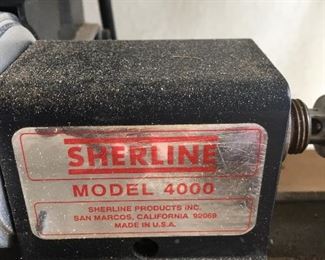 SHERLINE
MODEL 4000
SHERLINE PRODUCTS INC.
SAN MARCOS, CALIFORNIA 92069
MADE IN U.S.A.